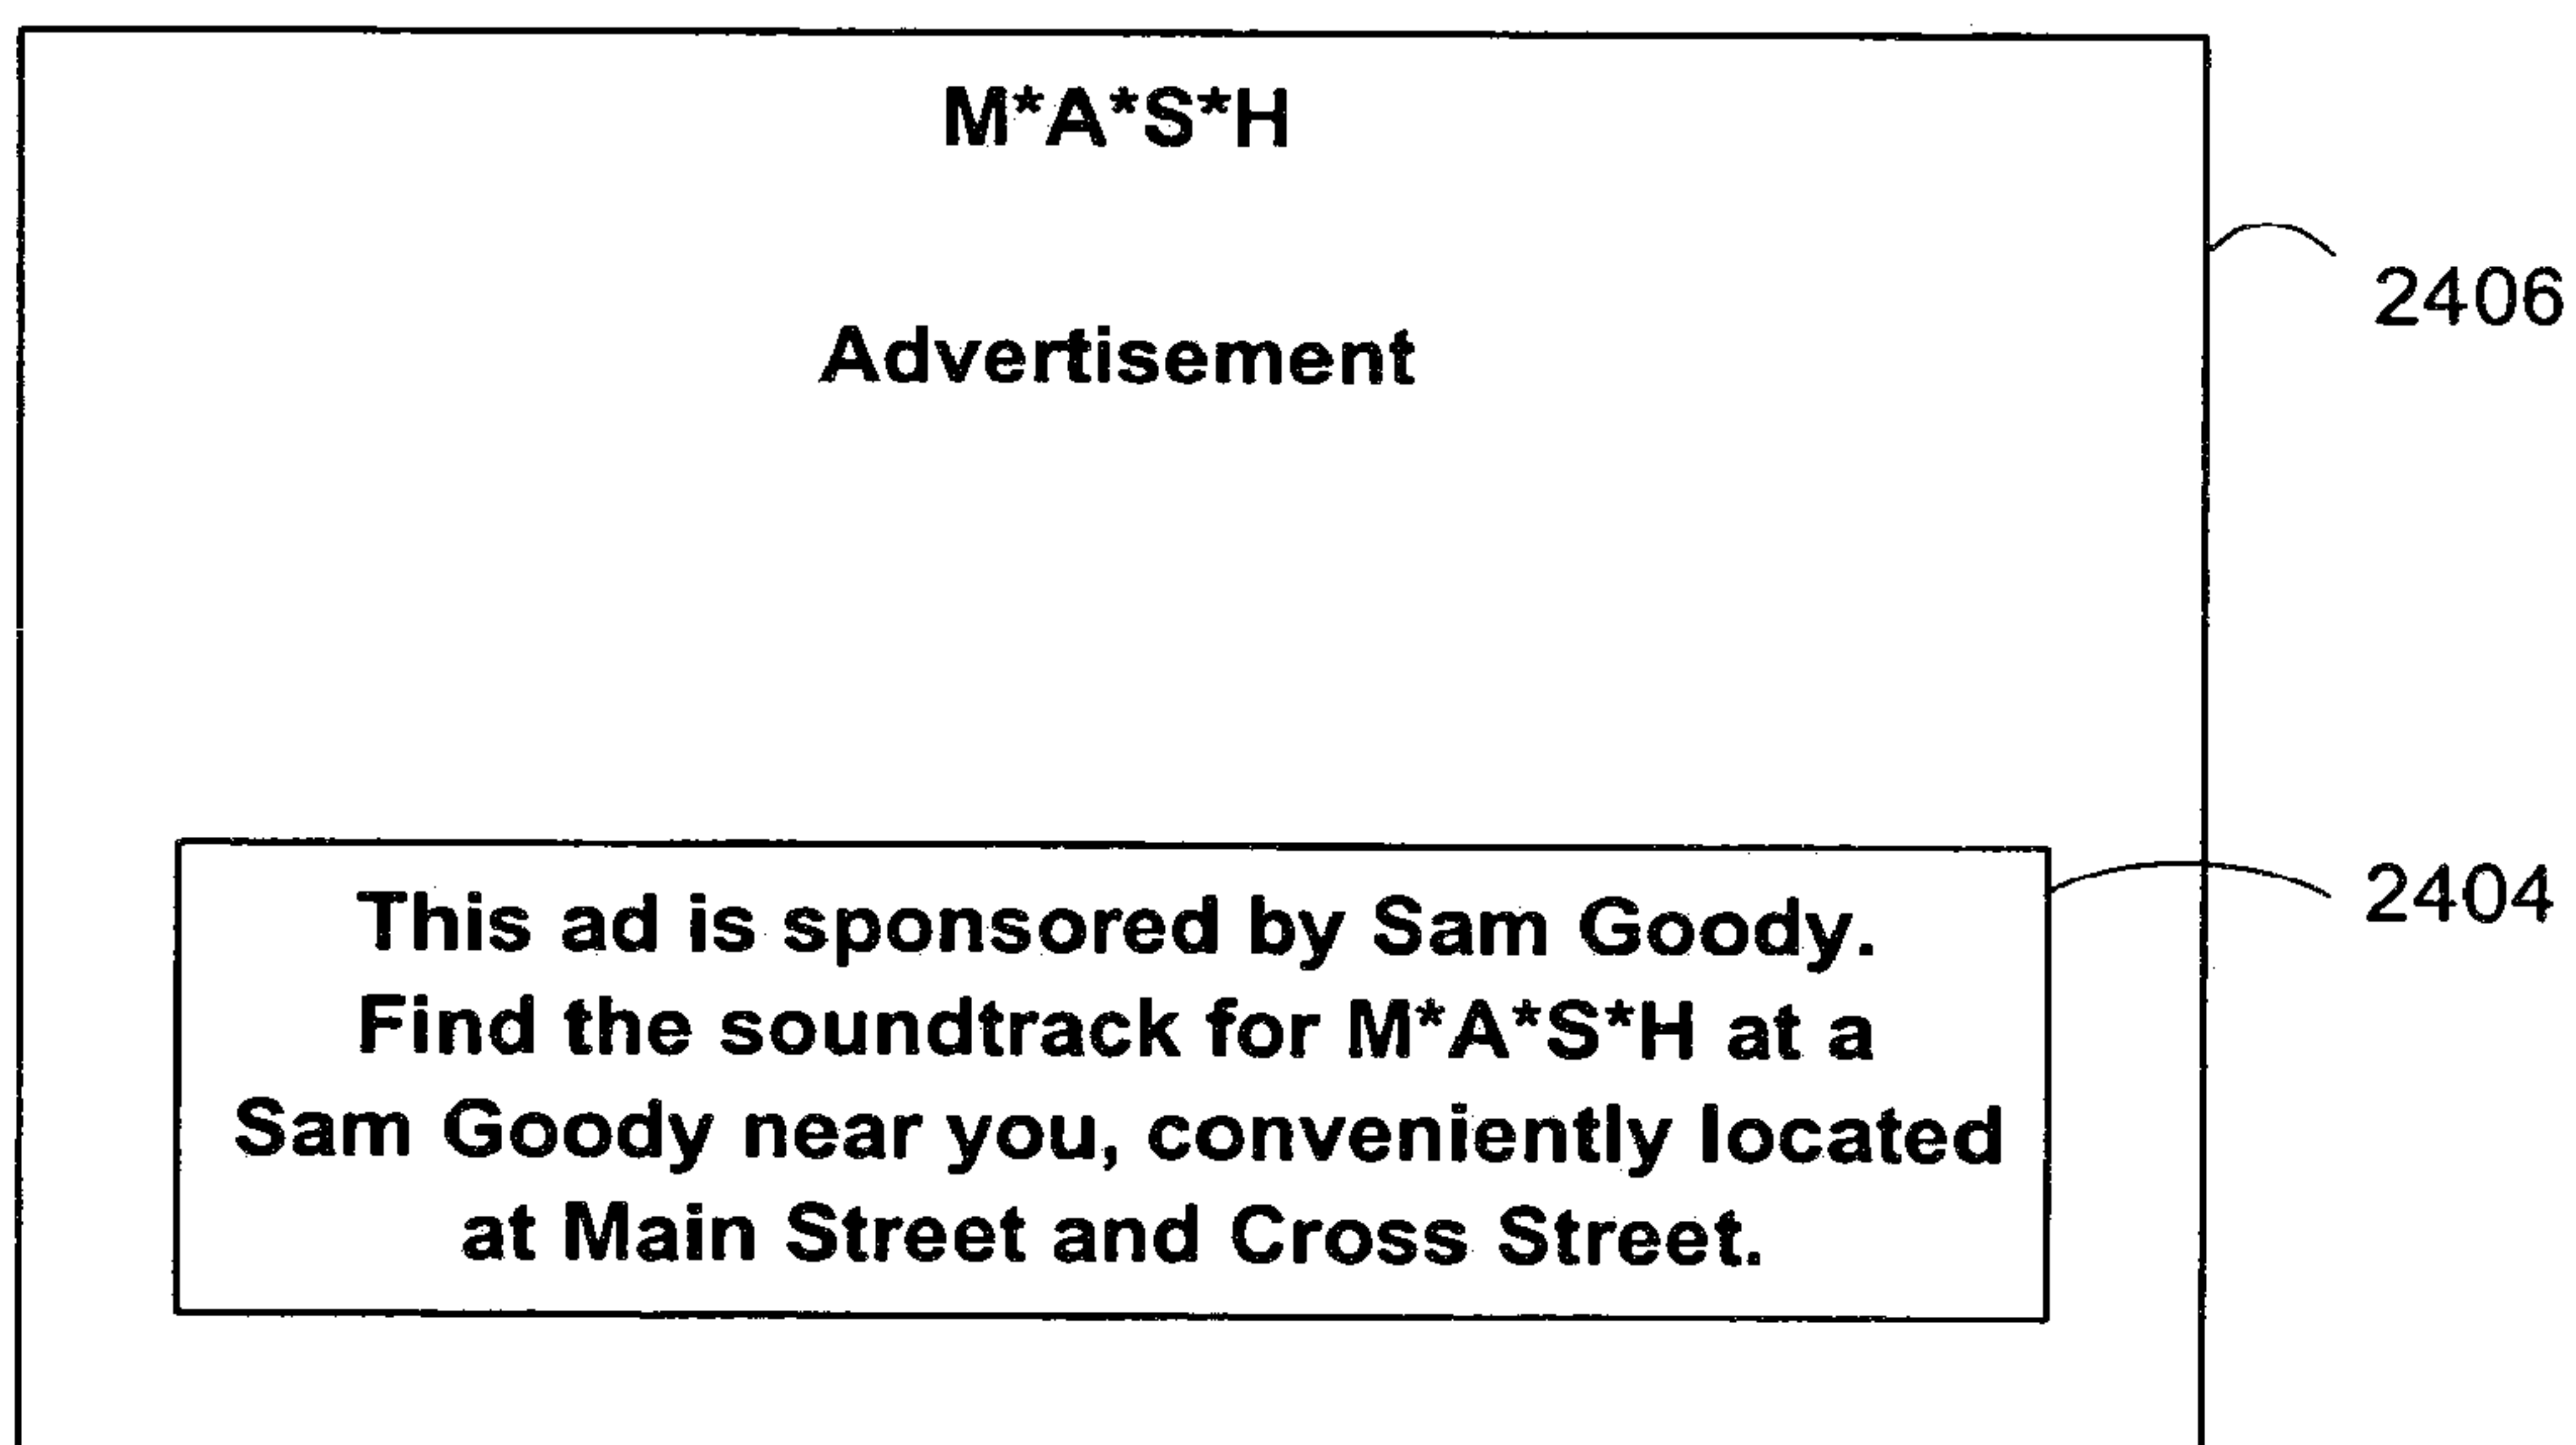 M*A*S*H
2406
Advertisement
2404
This ad is sponsored by Sam Goody.
Find the soundtrack for M*A*S*H at a
Sam Goody near you, conveniently located
at Main Street and Cross Street.